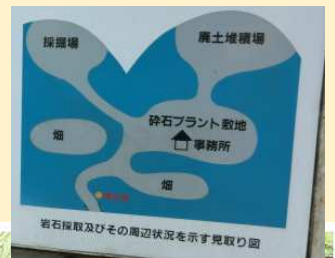 採掘場
廃土堆積場
砕石プラント敷地
事務所
畑
畑
岩石採取及びその周辺状況を示す見取り図